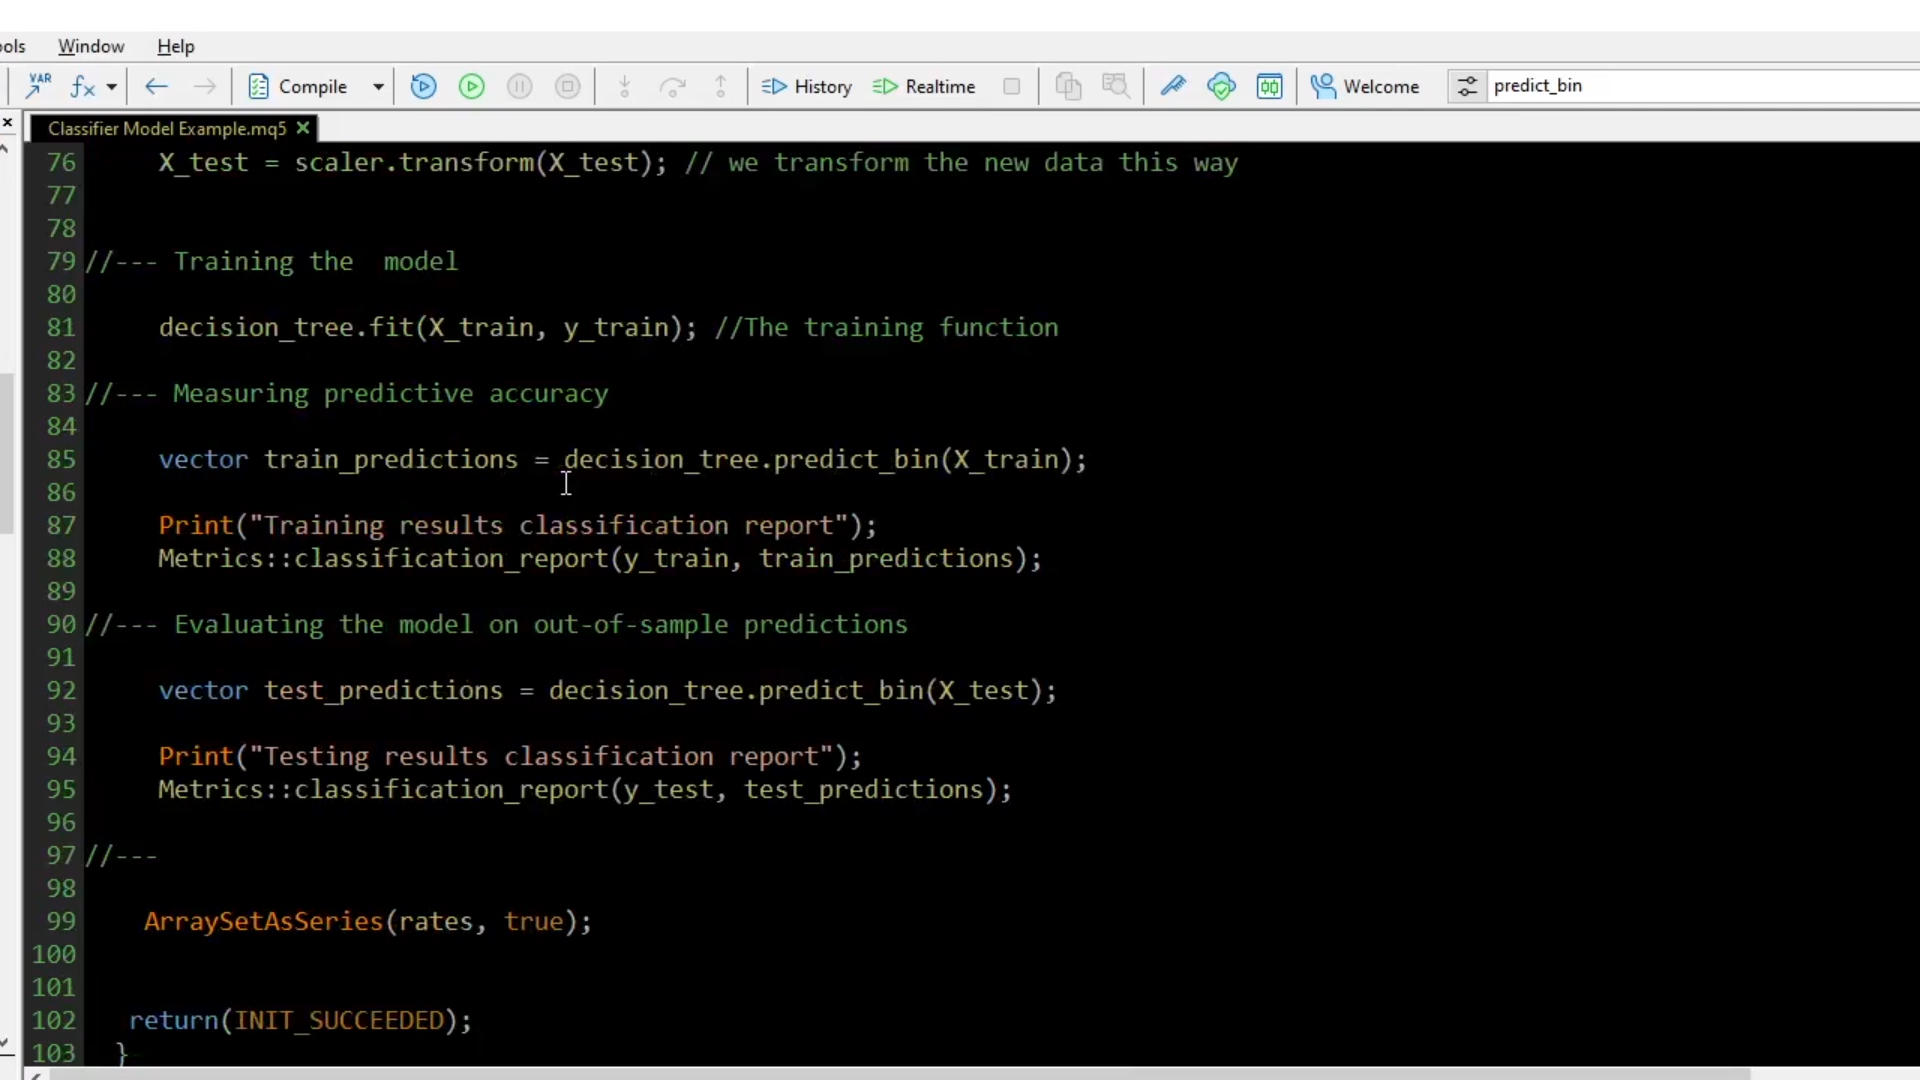 ools Window Help
VAR fx Compile History Realtime Welcome predict_bin
Classifier Model Example.mq5
76 X_test = scaler.transform(X_test); // we transform the new data this way
77
78
79 //--- Training the  model
80
81 decision_tree.fit(X_train, y_train); //The training function
82
83 //--- Measuring predictive accuracy
84
85 vector train_predictions = decision_tree.predict_bin(X_train);
86
87 Print("Training results classification report");
88 Metrics::classification_report(y_train, train_predictions);
89
90 //--- Evaluating the model on out-of-sample predictions
91
92 vector test_predictions = decision_tree.predict_bin(X_test);
93
94 Print("Testing results classification report");
95 Metrics::classification_report(y_test, test_predictions);
96
97 //---
98
99 ArraySetAsSeries(rates, true);
100
101
102 return(INIT_SUCCEEDED);
103 }